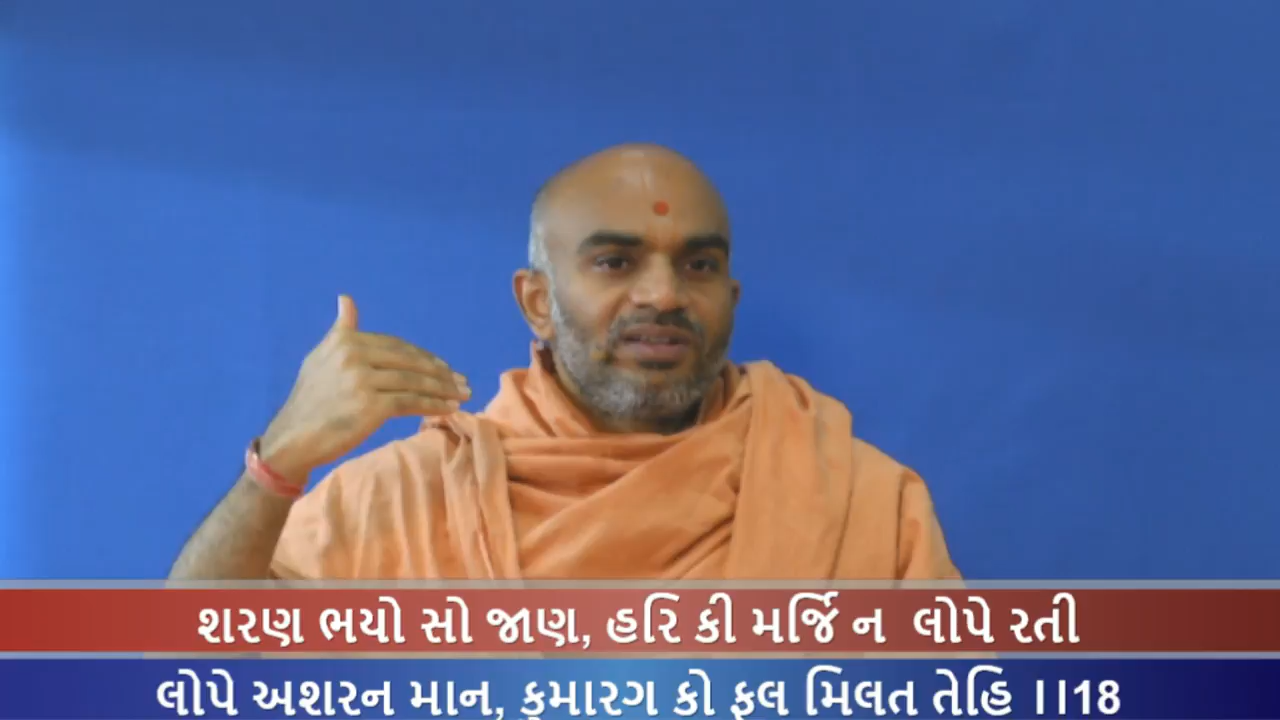 શરણ ભયો સો જાણ, હરિ કી મર્જિ ન લોપે રતી
લોપે અશરન માન, કુમારગ કો ફલ મિલત તેહિ ।।18